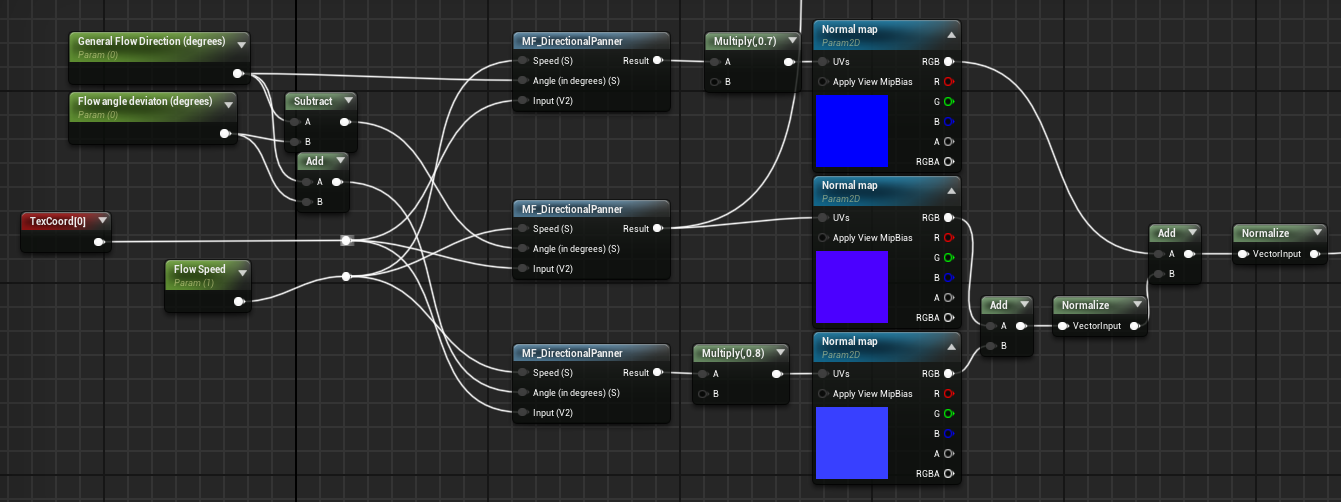 General Flow Direction (degrees)
Param (0)
Flow angle deviaton (degrees)
Param (0)
Subtract
A
B
Add
A
B
TexCoord[0]
Flow Speed
Param (1)
MF_DirectionalPanner
Speed (S) Result
Angle (in degrees) (S)
Input (V2)
MF_DirectionalPanner
Speed (S) Result
Angle (in degrees) (S)
Input (V2)
MF_DirectionalPanner
Speed (S) Result
Angle (in degrees) (S)
Input (V2)
Multiply(,0.7)
A
B
Multiply(,0.8)
A
B
Normal map
Param2D
UVs RGB
Apply View MipBias R
G
B
A
RGBA
Normal map
Param2D
UVs RGB
Apply View MipBias R
G
B
A
RGBA
Normal map
Param2D
UVs RGB
Apply View MipBias R
G
B
A
RGBA
Add
A
B
Normalize
VectorInput
Add
A
B
Normalize
VectorInput